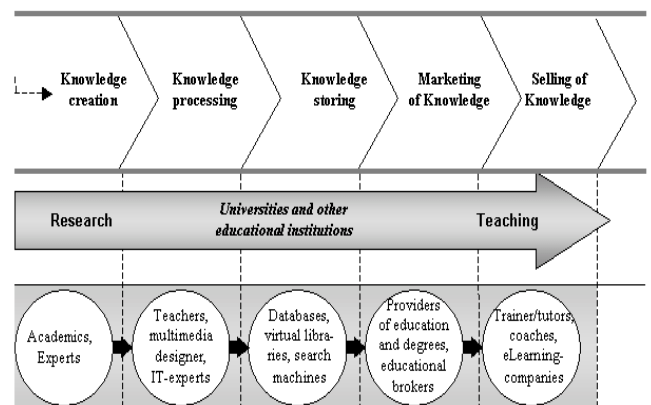 Knowledge
creation
Knowledge
processing
Knowledge
storing
Marketing
of Knowledge
Selling of
Knowledge
Research
Universities and other
educational institutions
Teaching
Academics,
Experts
Teachers,
multimedia
designer,
IT-experts
Databases,
virtual libra-
ries, search
machines
Providers
of education
and degrees,
educational
brokers
Trainer/tutors,
coaches,
eLearning-
companies